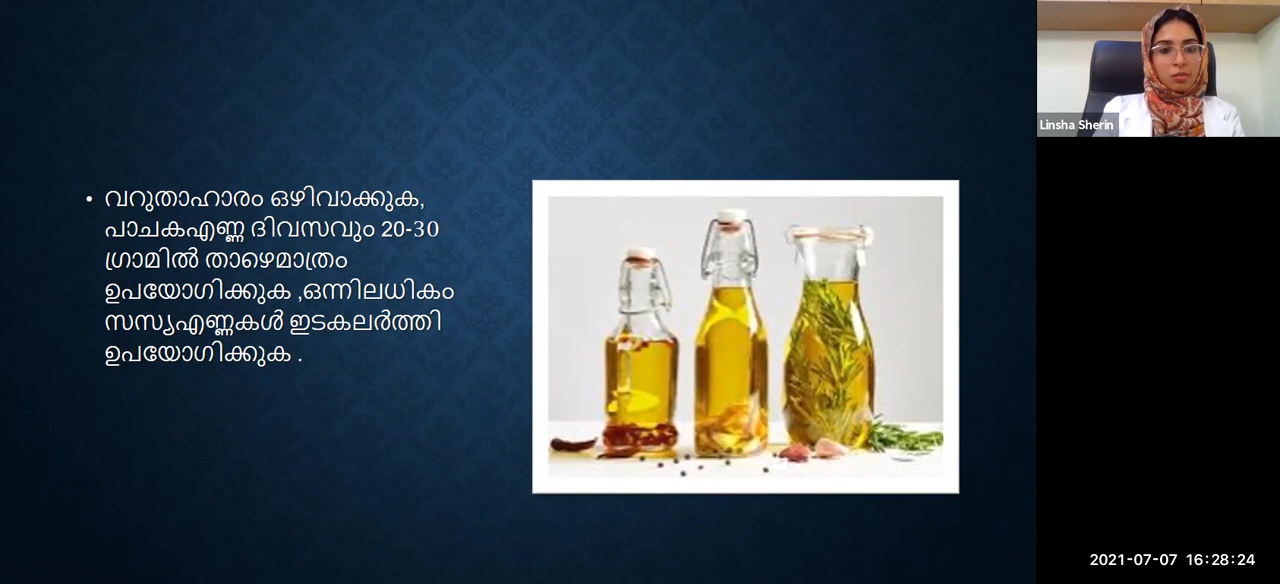 • വറുതാഹാരം ഒഴിവാക്കുക,
പാചകഎണ്ണ ദിവസവും 20-30
ഗ്രാമിൽ താഴെമാത്രം
ഉപയോഗിക്കുക ,ഒന്നിലധികം
സസ്യഎണ്ണകൾ ഇടകലർത്തി
ഉപയോഗിക്കുക .
Linsha Sherin
2021-07-07 16:28:24